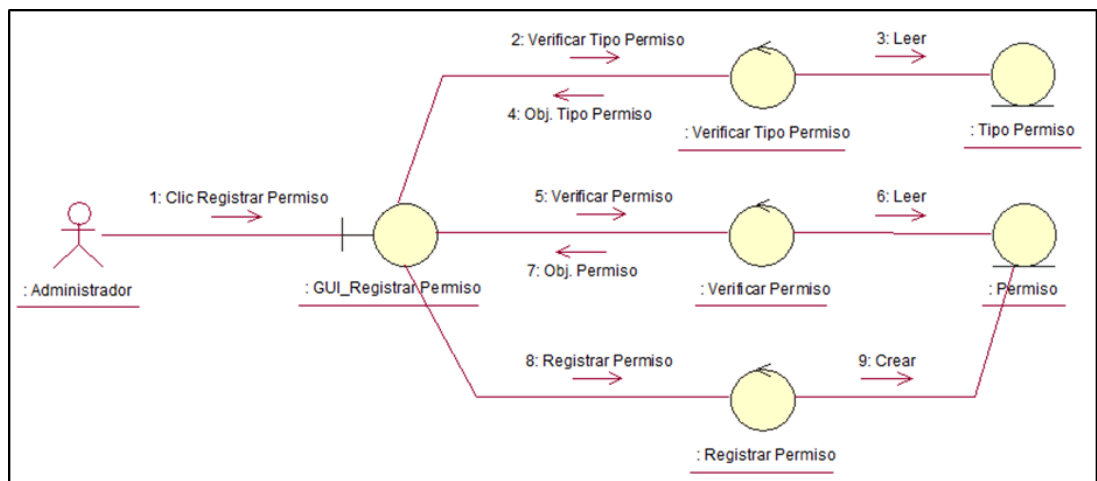 2: Verificar Tipo Permiso
3: Leer
4: Obj. Tipo Permiso
: Verificar Tipo Permiso
: Tipo Permiso
1: Clic Registrar Permiso
5: Verificar Permiso
6: Leer
7: Obj. Permiso
: Administrador
: GUI_Registrar Permiso
: Verificar Permiso
: Permiso
8: Registrar Permiso
9: Crear
: Registrar Permiso